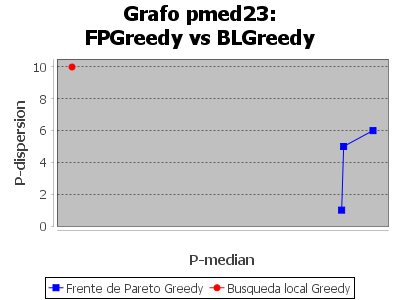 Grafo pmed23:
FPGreedy vs BLGreedy
P-dispersion
10
8
6
4
2
0
P-median
Frente de Pareto Greedy
Busqueda local Greedy